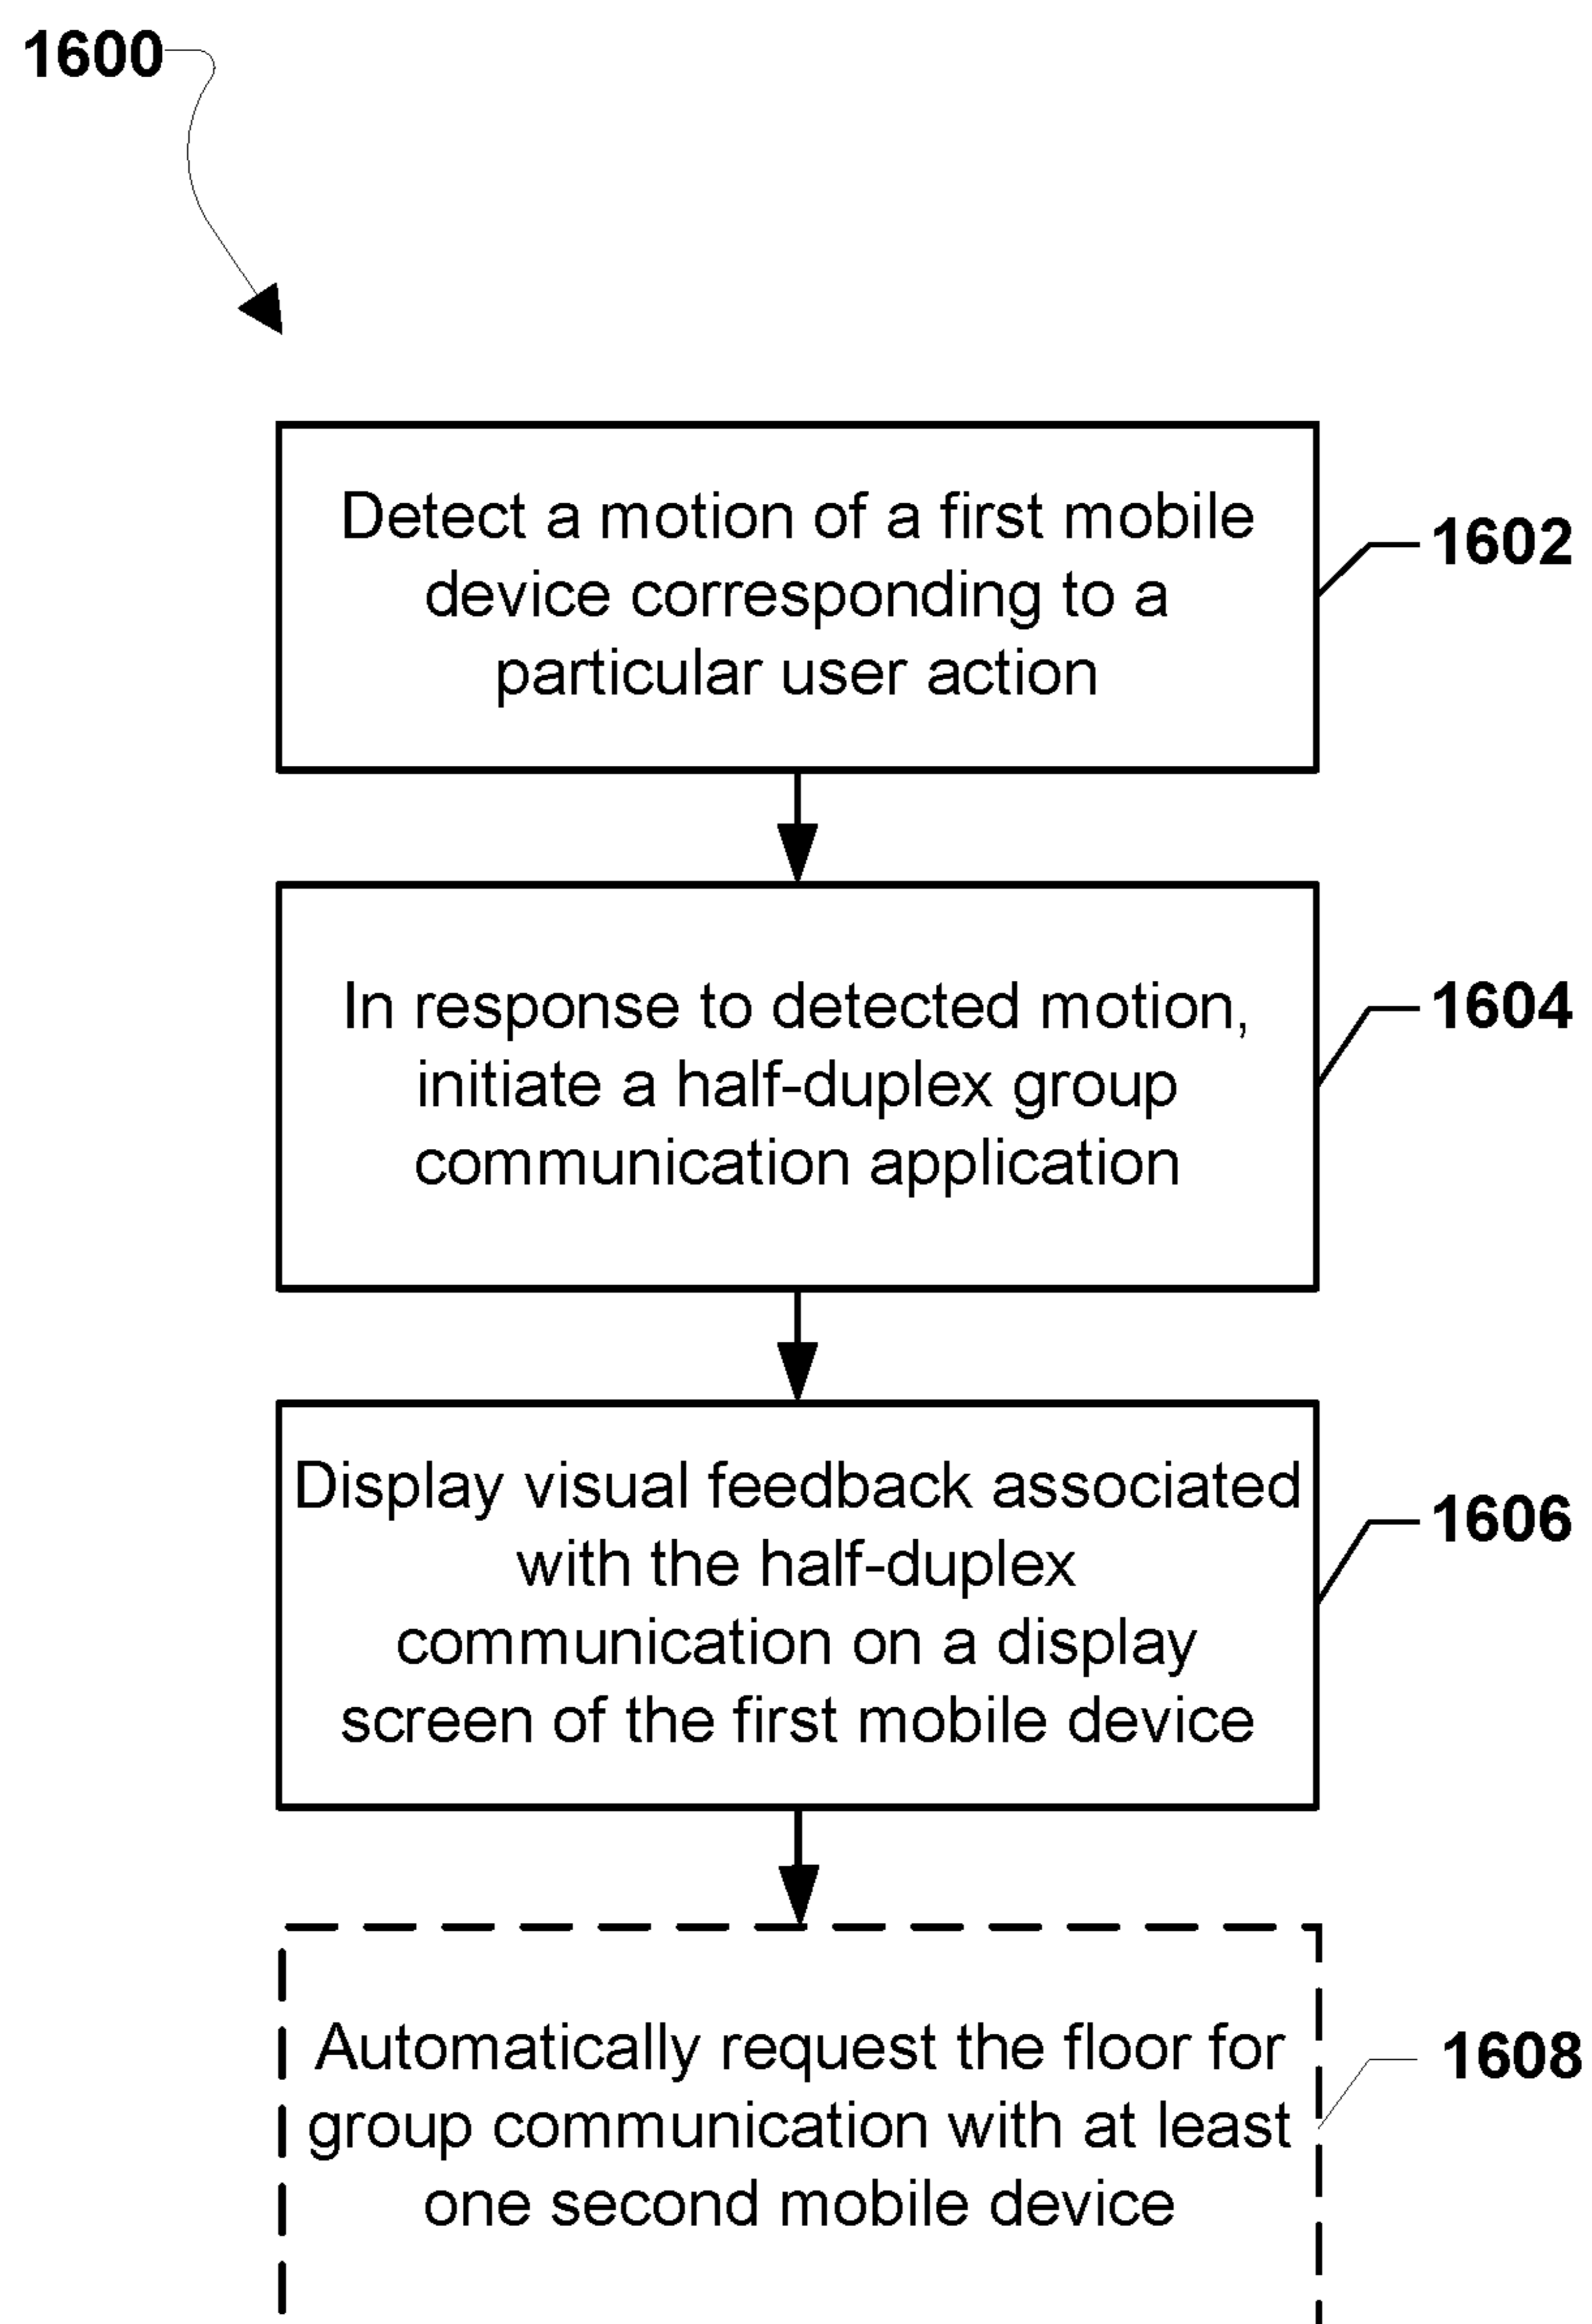 1600
Detect a motion of a first mobile
device corresponding to a
particular user action
1602
In response to detected motion,
initiate a half-duplex group
communication application
1604
Display visual feedback associated
with the half-duplex
communication on a display
screen of the first mobile device
1606
Automatically request the floor for
group communication with at least
one second mobile device
1608